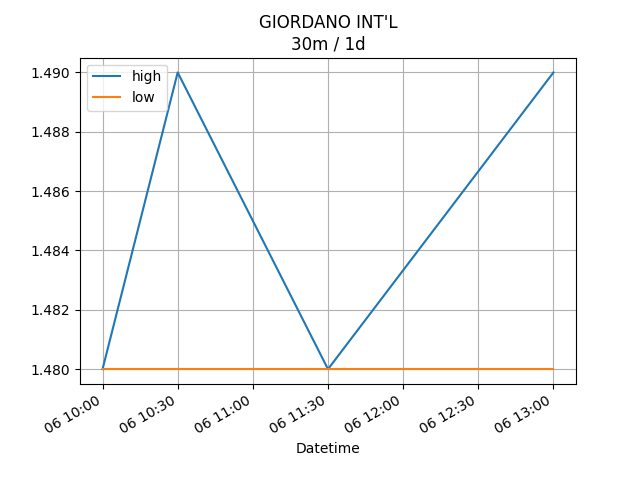 GIORDANO INT'L
30m / 1d
high
low
1.490
1.488
1.486
1.484
1.482
1.480
06 10:00
06 10:30
06 11:00
06 11:30
06 12:00
06 12:30
06 13:00
Datetime